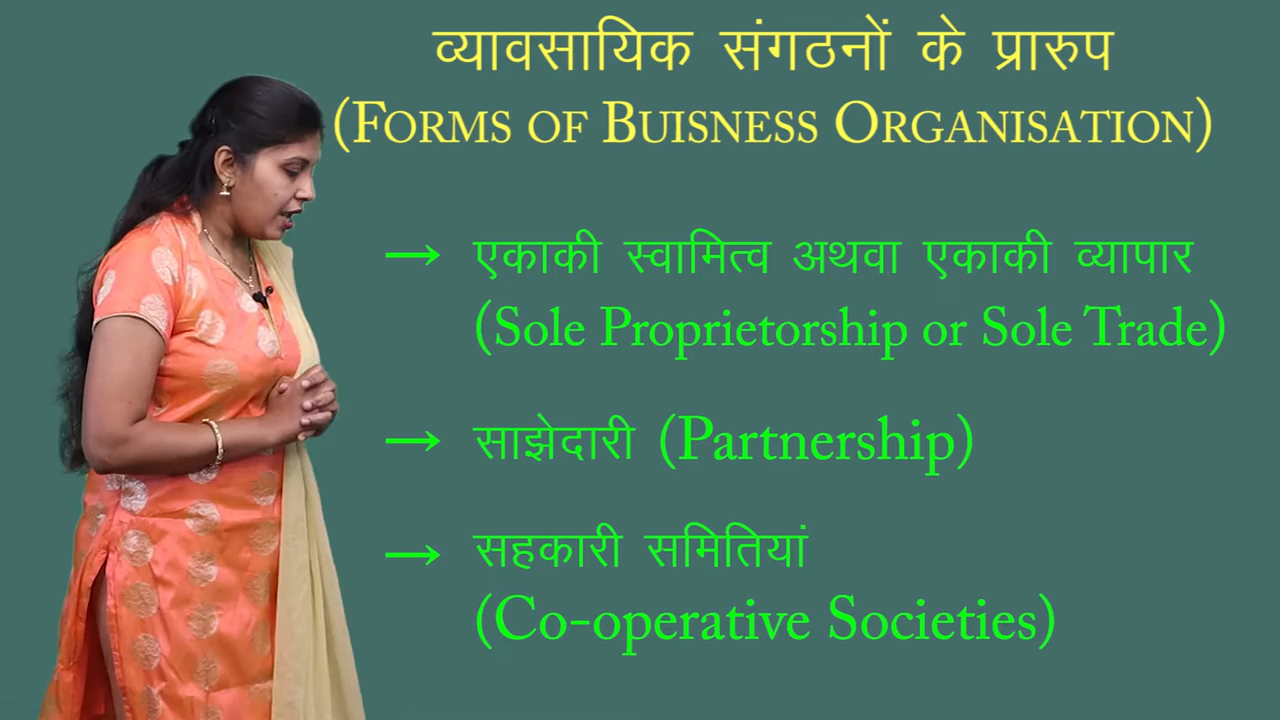 व्यावसायिक संगठनों के प्रारुप
(FORMS OF BUISNESS ORGANISATION)
→ एकाकी स्वामित्व अथवा एकाकी व्यापार
(Sole Proprietorship or Sole Trade)
→ साझेदारी (Partnership)
→ सहकारी समितियां
(Co-operative Societies)